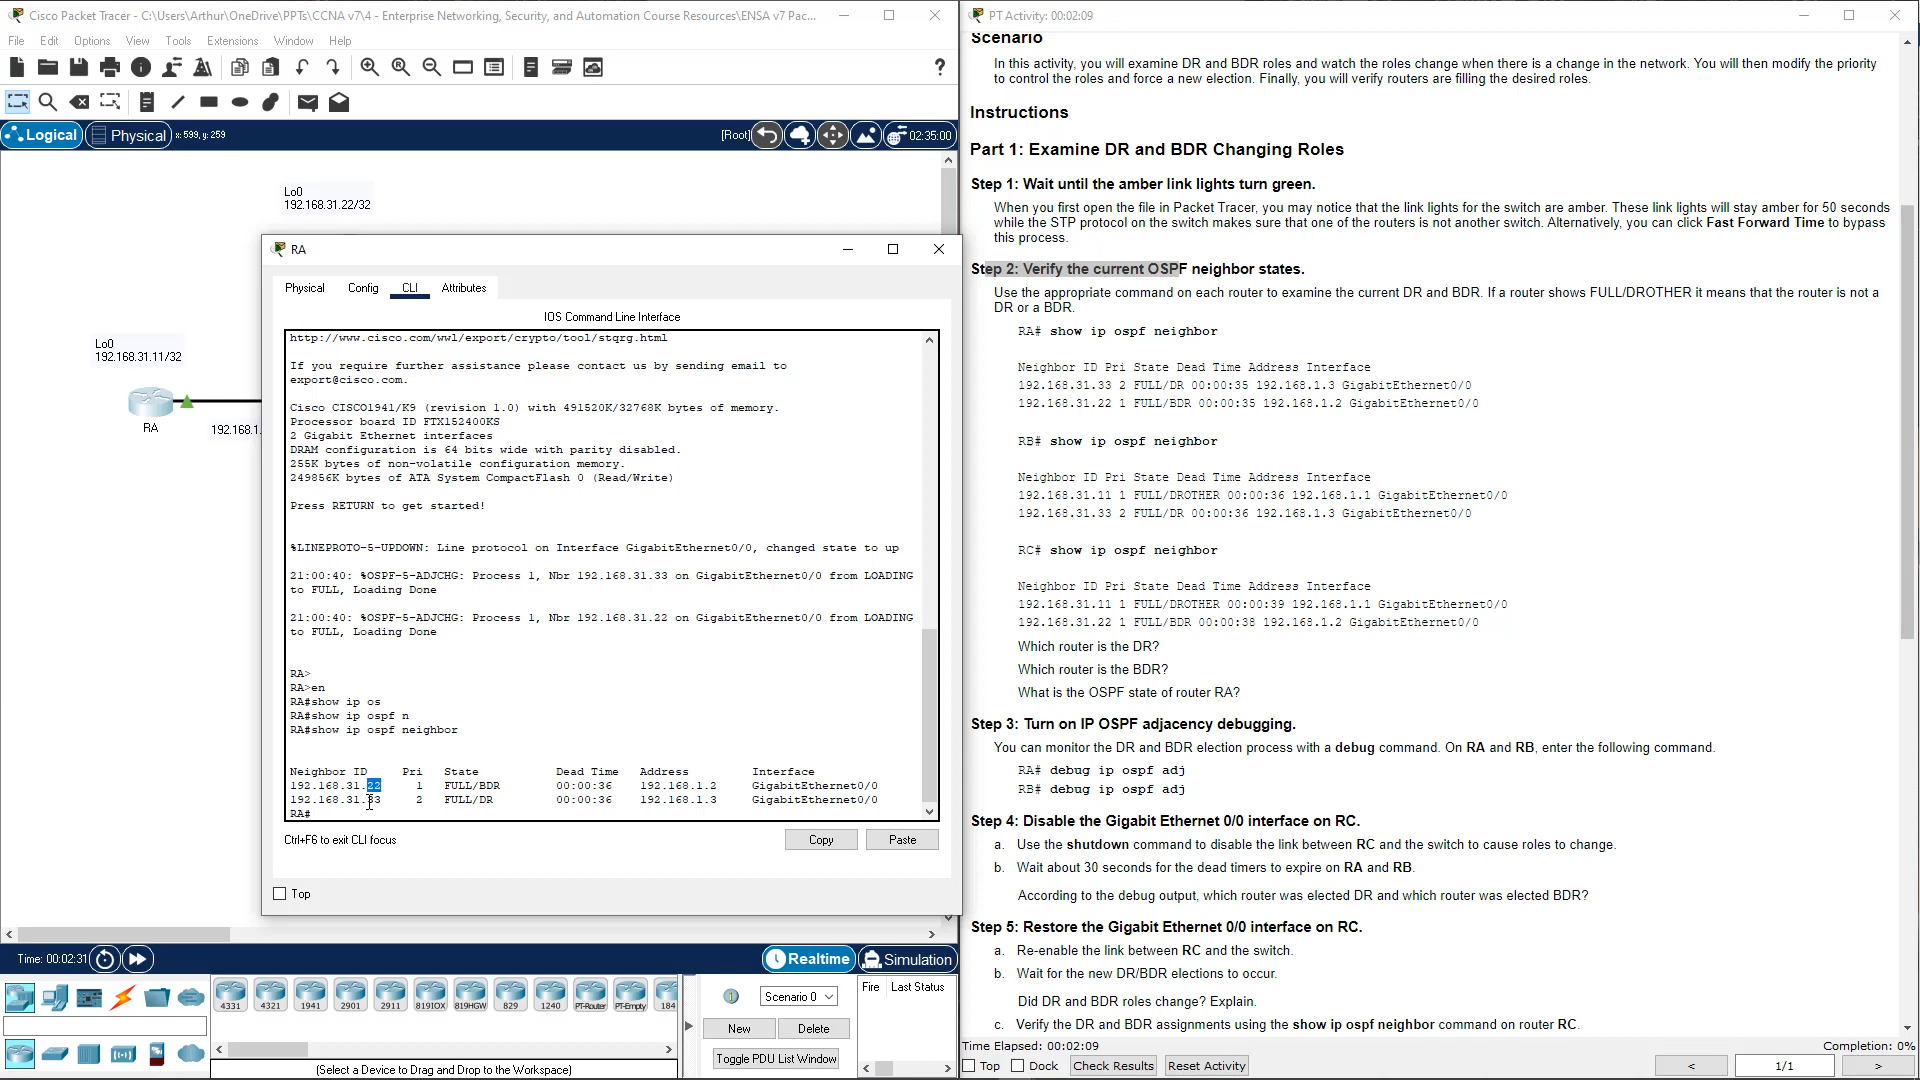 Cisco Packet Tracer - C:\Users\Arthur\OneDrive\PPTs\CCNA v7\4 - Enterprise Networking, Security, and Automation Course Resources\ENSA v7 Pac...
File Edit Options View Tools Extensions Window Help
Logical Physical x: 599, y: 259 [Root] 02:35:00
Lo0
192.168.31.22/32
Lo0
192.168.31.11/32
RA
192.168.1.
RA
Physical Config CLI Attributes
IOS Command Line Interface
http://www.cisco.com/wwl/export/crypto/tool/stqrg.html
If you require further assistance please contact us by sending email to
export@cisco.com.
Cisco CISCO1941/K9 (revision 1.0) with 491520K/32768K bytes of memory.
Processor board ID FTX152400KS
2 Gigabit Ethernet interfaces
DRAM configuration is 64 bits wide with parity disabled.
255K bytes of non-volatile configuration memory.
249856K bytes of ATA System CompactFlash 0 (Read/Write)
Press RETURN to get started!
%LINEPROTO-5-UPDOWN: Line protocol on Interface GigabitEthernet0/0, changed state to up
21:00:40: %OSPF-5-ADJCHG: Process 1, Nbr 192.168.31.33 on GigabitEthernet0/0 from LOADING
to FULL, Loading Done
21:00:40: %OSPF-5-ADJCHG: Process 1, Nbr 192.168.31.22 on GigabitEthernet0/0 from LOADING
to FULL, Loading Done
RA>
RA>en
RA#show ip os
RA#show ip ospf n
RA#show ip ospf neighbor
Neighbor ID Pri State Dead Time Address Interface
192.168.31.22 1 FULL/BDR 00:00:36 192.168.1.2 GigabitEthernet0/0
192.168.31.33 2 FULL/DR 00:00:36 192.168.1.3 GigabitEthernet0/0
RA#
Ctrl+F6 to exit CLI focus
Copy Paste
Top
Time: 00:02:31
Realtime Simulation
4331 4321 1941 2901 2911 819IOX 819HGW 829 1240 PT-Router PT-Empty 184
(Select a Device to Drag and Drop to the Workspace)
Scenario 0
New Delete
Toggle PDU List Window
Fire Last Status
PT Activity: 00:02:09
Scenario
In this activity, you will examine DR and BDR roles and watch the roles change when there is a change in the network. You will then modify the priority
to control the roles and force a new election. Finally, you will verify routers are filling the desired roles.
Instructions
Part 1: Examine DR and BDR Changing Roles
Step 1: Wait until the amber link lights turn green.
When you first open the file in Packet Tracer, you may notice that the link lights for the switch are amber. These link lights will stay amber for 50 seconds
while the STP protocol on the switch makes sure that one of the routers is not another switch. Alternatively, you can click Fast Forward Time to bypass
this process.
Step 2: Verify the current OSPF neighbor states.
Use the appropriate command on each router to examine the current DR and BDR. If a router shows FULL/DROTHER it means that the router is not a
DR or a BDR.
RA# show ip ospf neighbor
Neighbor ID Pri State Dead Time Address Interface
192.168.31.33 2 FULL/DR 00:00:35 192.168.1.3 GigabitEthernet0/0
192.168.31.22 1 FULL/BDR 00:00:35 192.168.1.2 GigabitEthernet0/0
RB# show ip ospf neighbor
Neighbor ID Pri State Dead Time Address Interface
192.168.31.11 1 FULL/DROTHER 00:00:36 192.168.1.1 GigabitEthernet0/0
192.168.31.33 2 FULL/DR 00:00:36 192.168.1.3 GigabitEthernet0/0
RC# show ip ospf neighbor
Neighbor ID Pri State Dead Time Address Interface
192.168.31.11 1 FULL/DROTHER 00:00:39 192.168.1.1 GigabitEthernet0/0
192.168.31.22 1 FULL/BDR 00:00:38 192.168.1.2 GigabitEthernet0/0
Which router is the DR?
Which router is the BDR?
What is the OSPF state of router RA?
Step 3: Turn on IP OSPF adjacency debugging.
You can monitor the DR and BDR election process with a debug command. On RA and RB, enter the following command.
RA# debug ip ospf adj
RB# debug ip ospf adj
Step 4: Disable the Gigabit Ethernet 0/0 interface on RC.
a. Use the shutdown command to disable the link between RC and the switch to cause roles to change.
b. Wait about 30 seconds for the dead timers to expire on RA and RB.
According to the debug output, which router was elected DR and which router was elected BDR?
Step 5: Restore the Gigabit Ethernet 0/0 interface on RC.
a. Re-enable the link between RC and the switch.
b. Wait for the new DR/BDR elections to occur.
Did DR and BDR roles change? Explain.
c. Verify the DR and BDR assignments using the show ip ospf neighbor command on router RC.
Time Elapsed: 00:02:09 Completion: 0%
Top Dock Check Results Reset Activity < 1/1 >